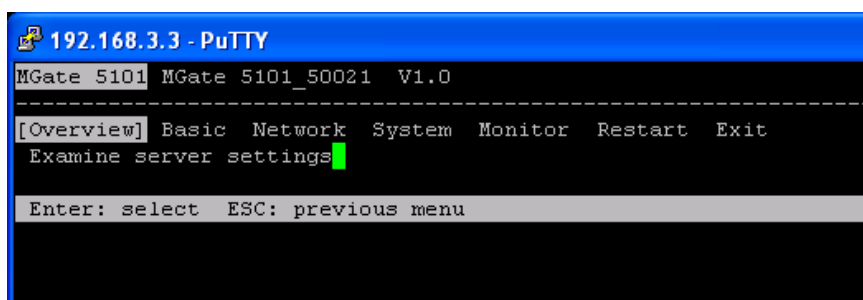 192.168.3.3 - PuTTY
MGate 5101 MGate 5101_50021 V1.0
--------------------------------------------------------------------
[Overview] Basic Network System Monitor Restart Exit
Examine server settings
Enter: select ESC: previous menu